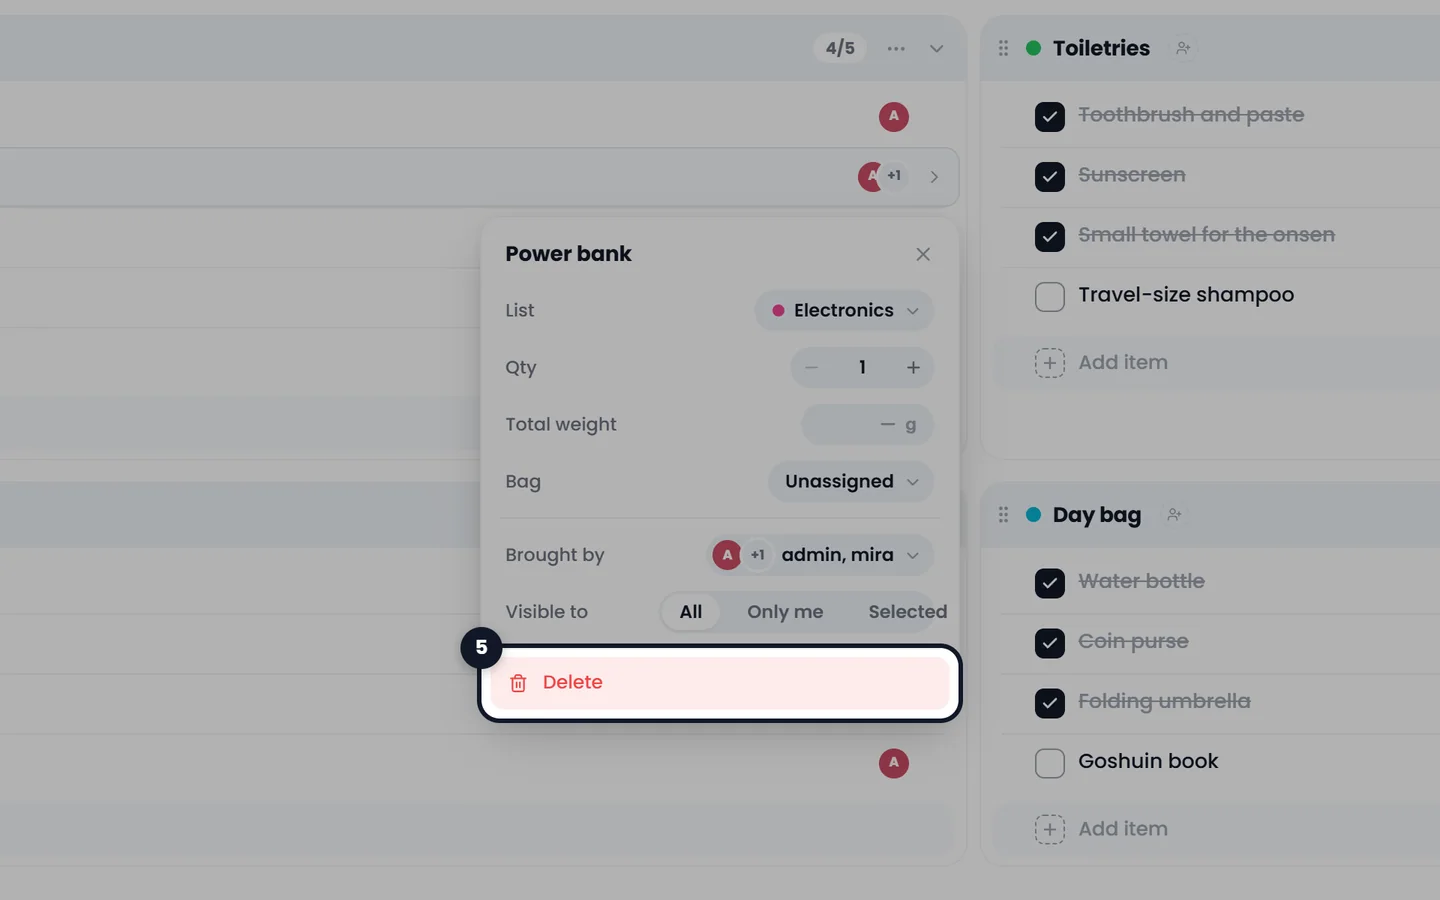 4/5
A
A +1
Power bank
List Electronics
Qty 1
Total weight – g
Bag Unassigned
Brought by A +1 admin, mira
Visible to All Only me Selected
5
Delete
A
Toiletries
Toothbrush and paste
Sunscreen
Small towel for the onsen
Travel-size shampoo
Add item
Day bag
Water bottle
Coin purse
Folding umbrella
Goshuin book
Add item